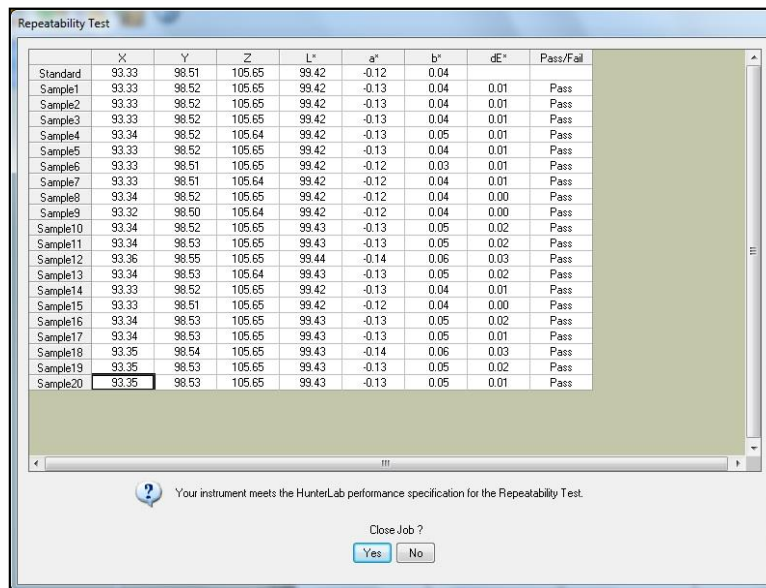 Repeatability Test
X Y Z L* a* b* dE* Pass/Fail
Standard 93.33 98.51 105.65 99.42 -0.12 0.04
Sample1 93.33 98.52 105.65 99.42 -0.13 0.04 0.01 Pass
Sample2 93.33 98.52 105.65 99.42 -0.13 0.04 0.01 Pass
Sample3 93.33 98.52 105.65 99.42 -0.13 0.04 0.01 Pass
Sample4 93.34 98.52 105.64 99.42 -0.13 0.05 0.01 Pass
Sample5 93.33 98.52 105.65 99.42 -0.13 0.04 0.01 Pass
Sample6 93.33 98.51 105.65 99.42 -0.12 0.03 0.01 Pass
Sample7 93.33 98.51 105.64 99.42 -0.12 0.04 0.01 Pass
Sample8 93.34 98.52 105.65 99.42 -0.12 0.04 0.00 Pass
Sample9 93.32 98.50 105.64 99.42 -0.12 0.04 0.00 Pass
Sample10 93.34 98.52 105.65 99.43 -0.13 0.05 0.02 Pass
Sample11 93.34 98.53 105.65 99.43 -0.13 0.05 0.02 Pass
Sample12 93.36 98.55 105.65 99.44 -0.14 0.06 0.03 Pass
Sample13 93.34 98.53 105.64 99.43 -0.13 0.05 0.02 Pass
Sample14 93.33 98.52 105.65 99.42 -0.13 0.04 0.01 Pass
Sample15 93.33 98.51 105.65 99.42 -0.12 0.04 0.00 Pass
Sample16 93.34 98.53 105.65 99.43 -0.13 0.05 0.02 Pass
Sample17 93.34 98.53 105.65 99.43 -0.13 0.05 0.01 Pass
Sample18 93.35 98.54 105.65 99.43 -0.14 0.06 0.03 Pass
Sample19 93.35 98.53 105.65 99.43 -0.13 0.05 0.02 Pass
Sample20 93.35 98.53 105.65 99.43 -0.13 0.05 0.01 Pass
Your instrument meets the HunterLab performance specification for the Repeatability Test.
Close Job ?
Yes No